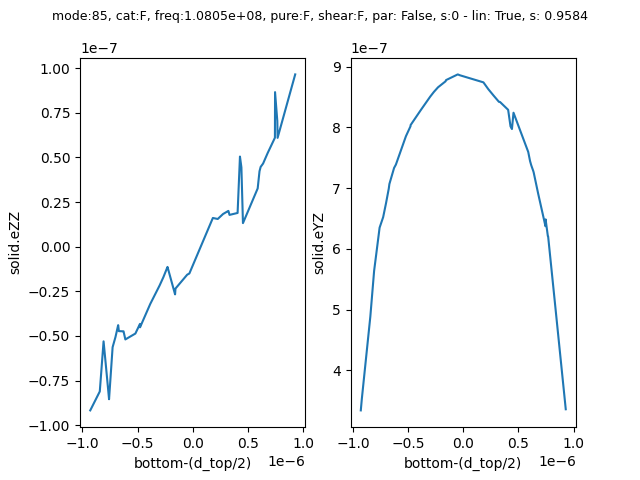 mode:85, cat:F, freq:1.0805e+08, pure:F, shear:F, par: False, s:0 - lin: True, s: 0.9584
1e−7
1e−7
1.00
0.75
0.50
0.25
0.00
−0.25
−0.50
−0.75
−1.00
solid.eZZ
−1.0
−0.5
0.0
0.5
1.0
bottom-(d_top/2)
1e−6
9
8
7
6
5
4
solid.eYZ
−1.0
−0.5
0.0
0.5
1.0
bottom-(d_top/2)
1e−6